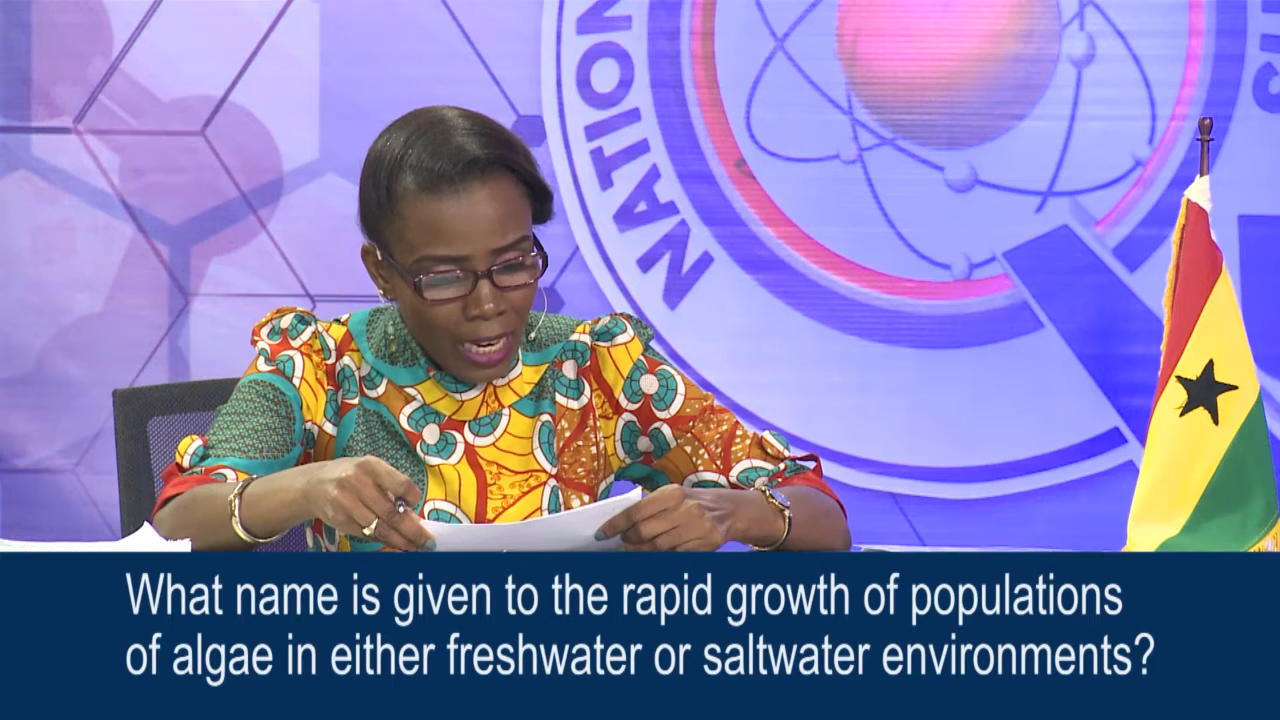 NATION
What name is given to the rapid growth of populations
of algae in either freshwater or saltwater environments?